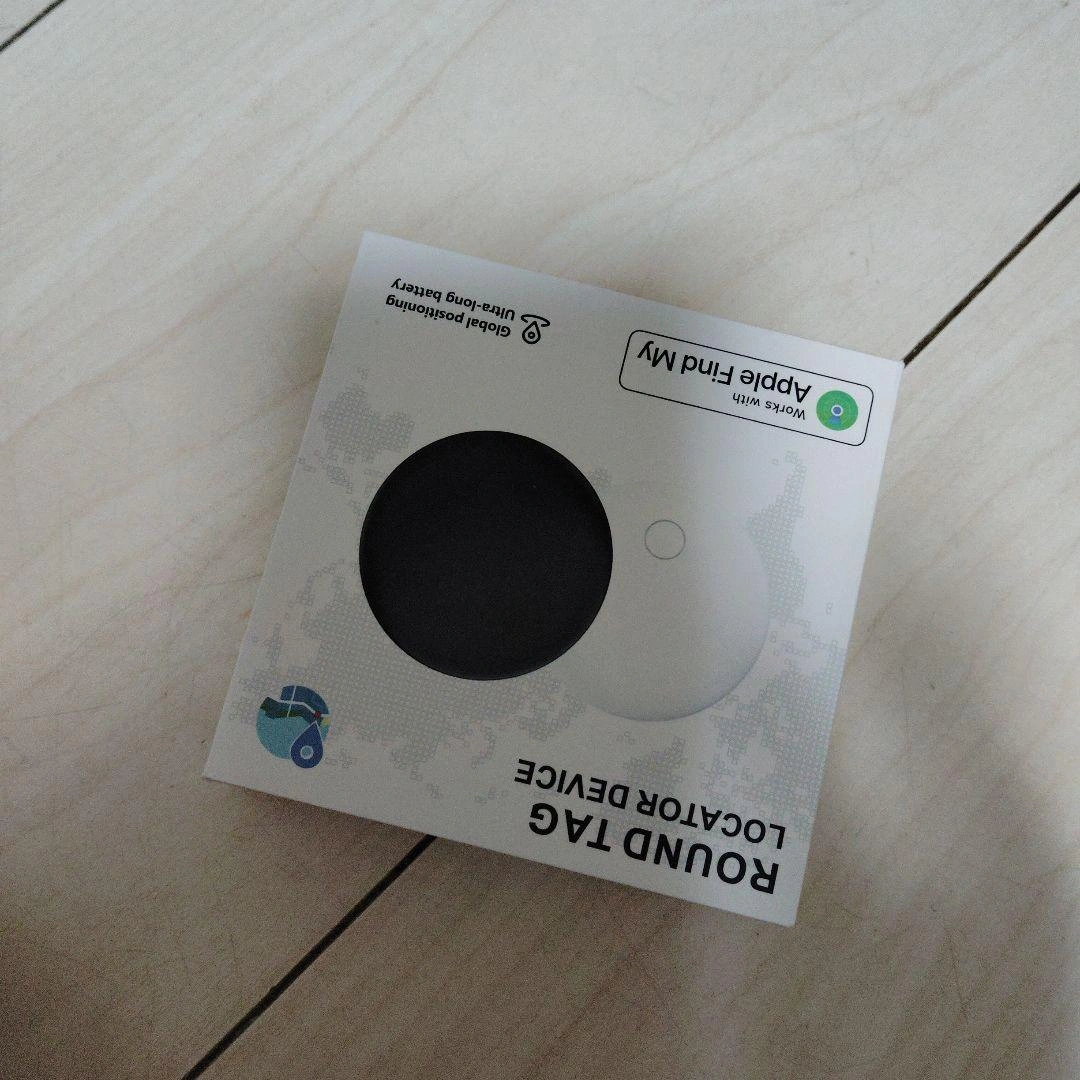 ROUND TAG
LOCATOR DEVICE
Works with
Apple Find My
Global positioning
Ultra-long battery